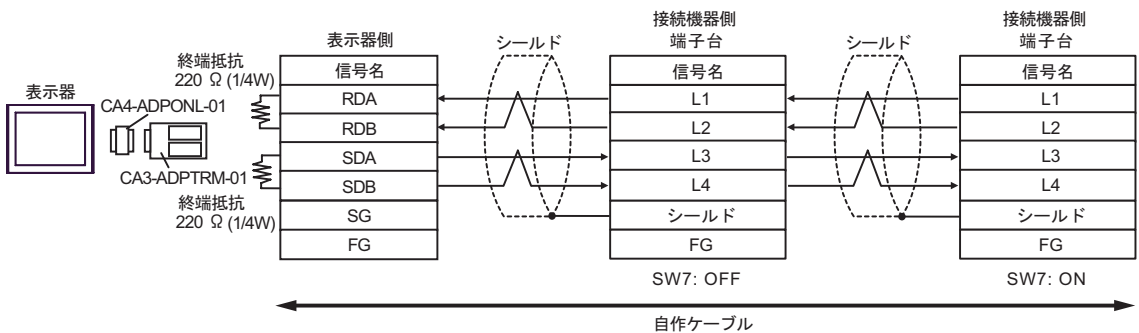 表示器
CA4-ADPONL-01
CA3-ADPTRM-01
終端抵抗
220 Ω (1/4W)
終端抵抗
220 Ω (1/4W)
表示器側
信号名
RDA
RDB
SDA
SDB
SG
FG
シールド
接続機器側
端子台
信号名
L1
L2
L3
L4
シールド
FG
SW7: OFF
シールド
接続機器側
端子台
信号名
L1
L2
L3
L4
シールド
FG
SW7: ON
自作ケーブル